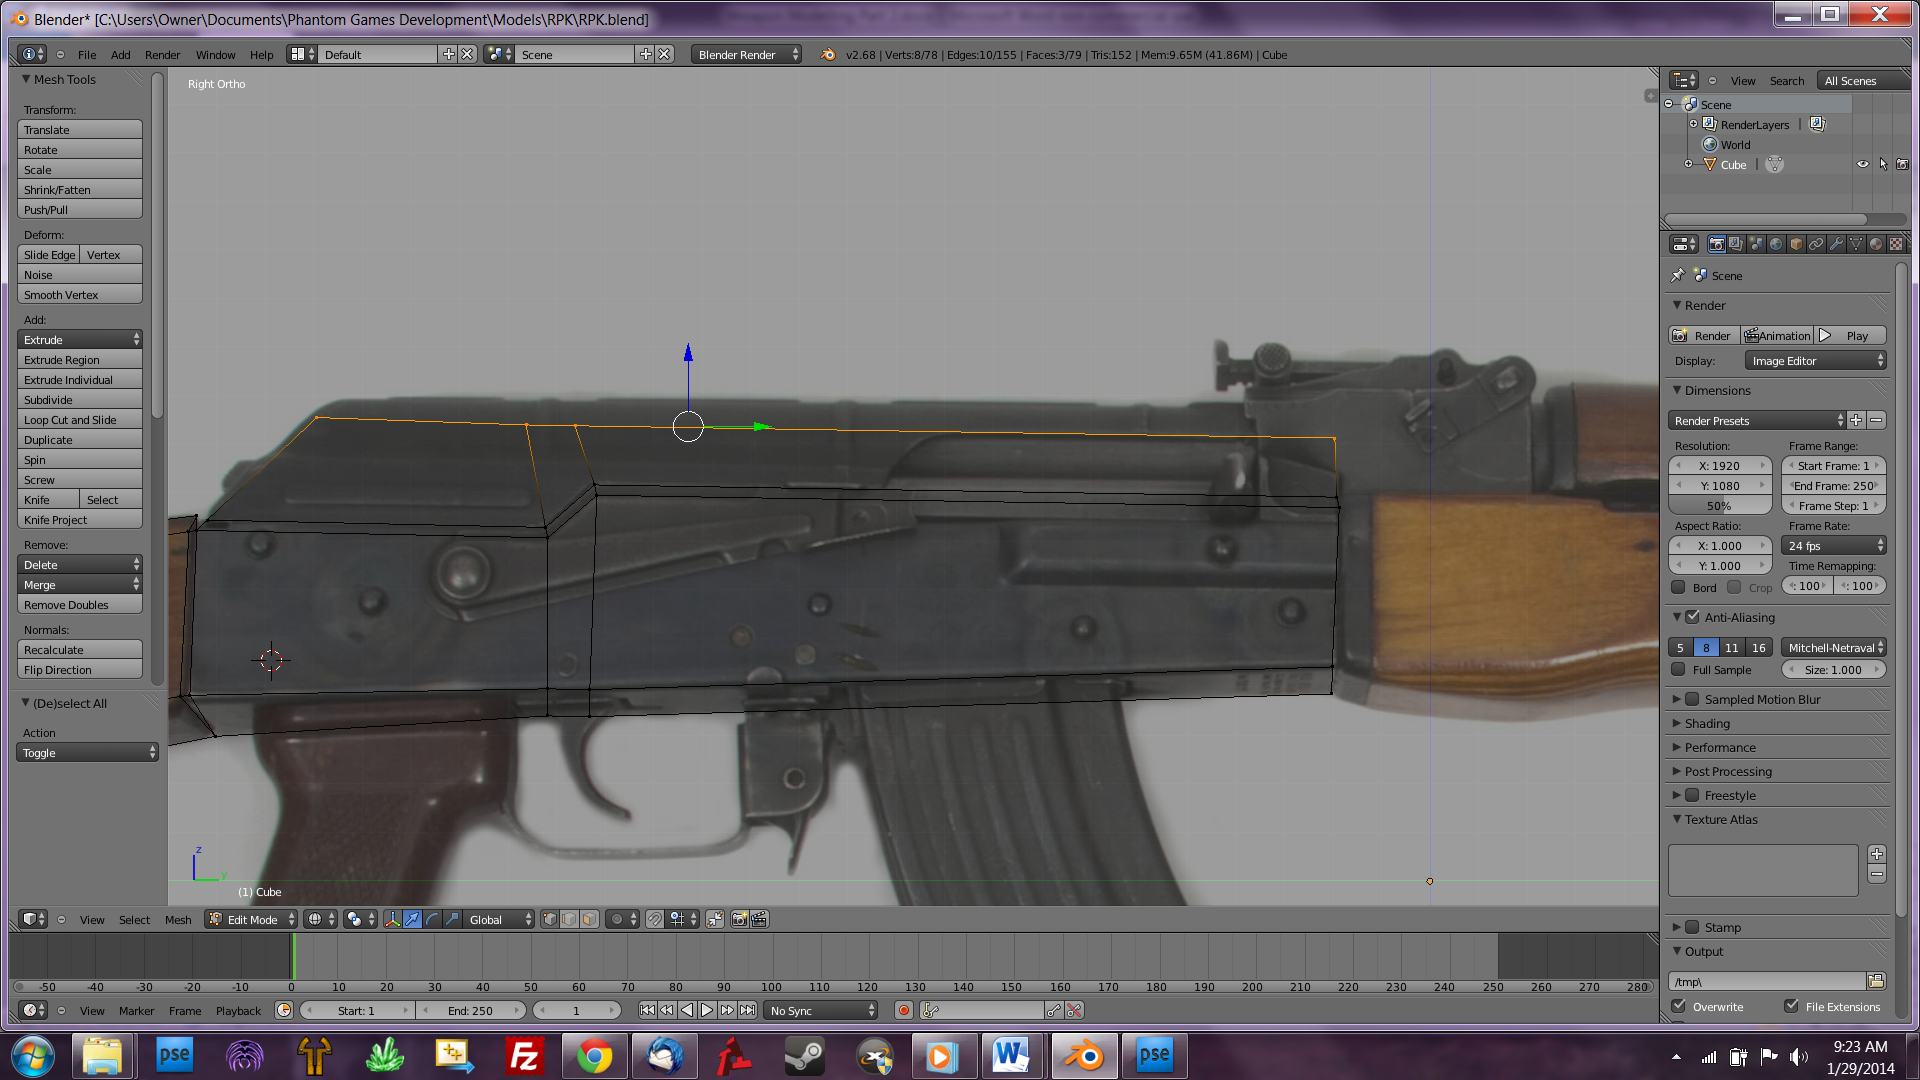 Blender* [C:\Users\Owner\Documents\Phantom Games Development\Models\RPK\RPK.blend]
File Add Render Window Help Default Scene Blender Render v2.68 | Verts:8/78 | Edges:10/155 | Faces:3/79 | Tris:152 | Mem:9.65M (41.86M) | Cube
Mesh Tools
Transform:
Translate
Rotate
Scale
Shrink/Fatten
Push/Pull
Deform:
Slide Edge Vertex
Noise
Smooth Vertex
Add:
Extrude
Extrude Region
Extrude Individual
Subdivide
Loop Cut and Slide
Duplicate
Spin
Screw
Knife Select
Knife Project
Remove:
Delete
Merge
Remove Doubles
Normals:
Recalculate
Flip Direction
(De)select All
Action
Toggle
Right Ortho
z
y
(1) Cube
View Select Mesh Edit Mode Global
View Search All Scenes
Scene
RenderLayers |
World
Cube |
Scene
Render
Render Animation Play
Display: Image Editor
Dimensions
Render Presets
Resolution: Frame Range:
X: 1920 Start Frame: 1
Y: 1080 End Frame: 250
50% Frame Step: 1
Aspect Ratio: Frame Rate:
X: 1.000 24 fps
Y: 1.000 Time Remapping:
Bord Crop : 100 : 100
Anti-Aliasing
5 8 11 16 Mitchell-Netraval
Full Sample Size: 1.000
Sampled Motion Blur
Shading
Performance
Post Processing
Freestyle
Texture Atlas
Stamp
Output
/tmp\
Overwrite File Extensions
-50 -40 -30 -20 -10 0 10 20 30 40 50 60 70 80 90 100 110 120 130 140 150 160 170 180 190 200 210 220 230 240 250 260 270 280
View Marker Frame Playback Start: 1 End: 250 1 No Sync
pse
Fz
W
pse
9:23 AM
1/29/2014